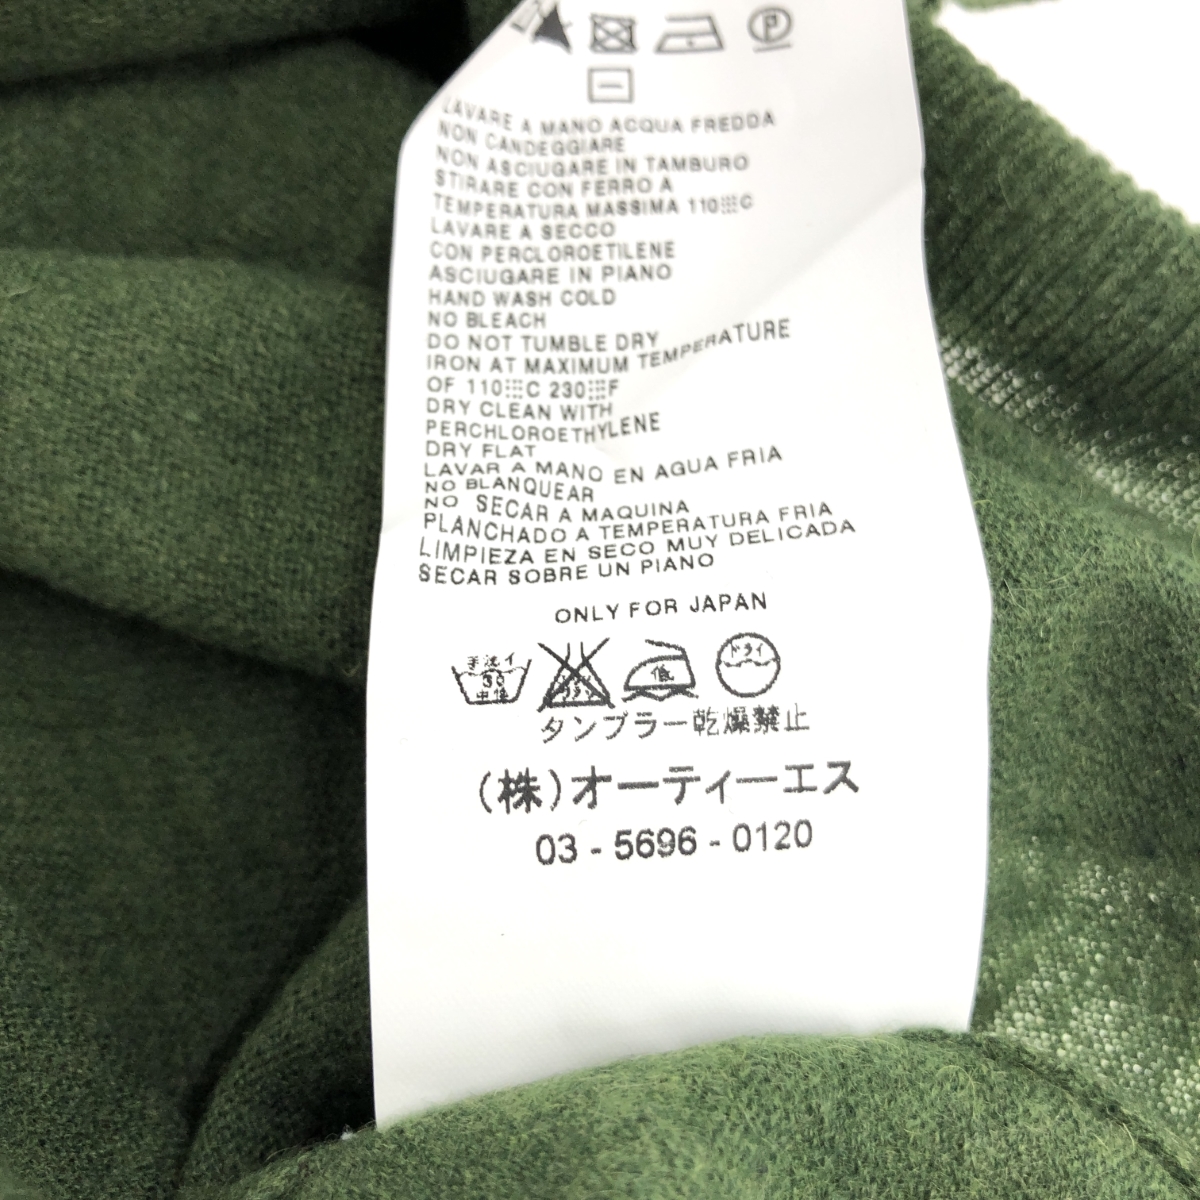 P
LAVARE A MANO ACQUA FREDDA
NON CANDEGGIARE
NON ASCIUGARE IN TAMBURO
STIRARE CON FERRO A
TEMPERATURA MASSIMA 110 C
LAVARE A SECCO
CON PERCLOROETILENE
ASCIUGARE IN PIANO
HAND WASH COLD
NO BLEACH
DO NOT TUMBLE DRY
IRON AT MAXIMUM TEMPERATURE
OF 110 C 230 F
DRY CLEAN WITH
PERCHLOROETHYLENE
DRY FLAT
LAVAR A MANO EN AGUA FRIA
NO BLANQUEAR
NO SECAR A MAQUINA
PLANCHADO A TEMPERATURA FRIA
LIMPIEZA EN SECO MUY DELICADA
SECAR SOBRE UN PIANO
ONLY FOR JAPAN
手洗イ
30
中性
低
ドライ
タンブラー乾燥禁止
(株)オーティーエス
03 - 5696 - 0120